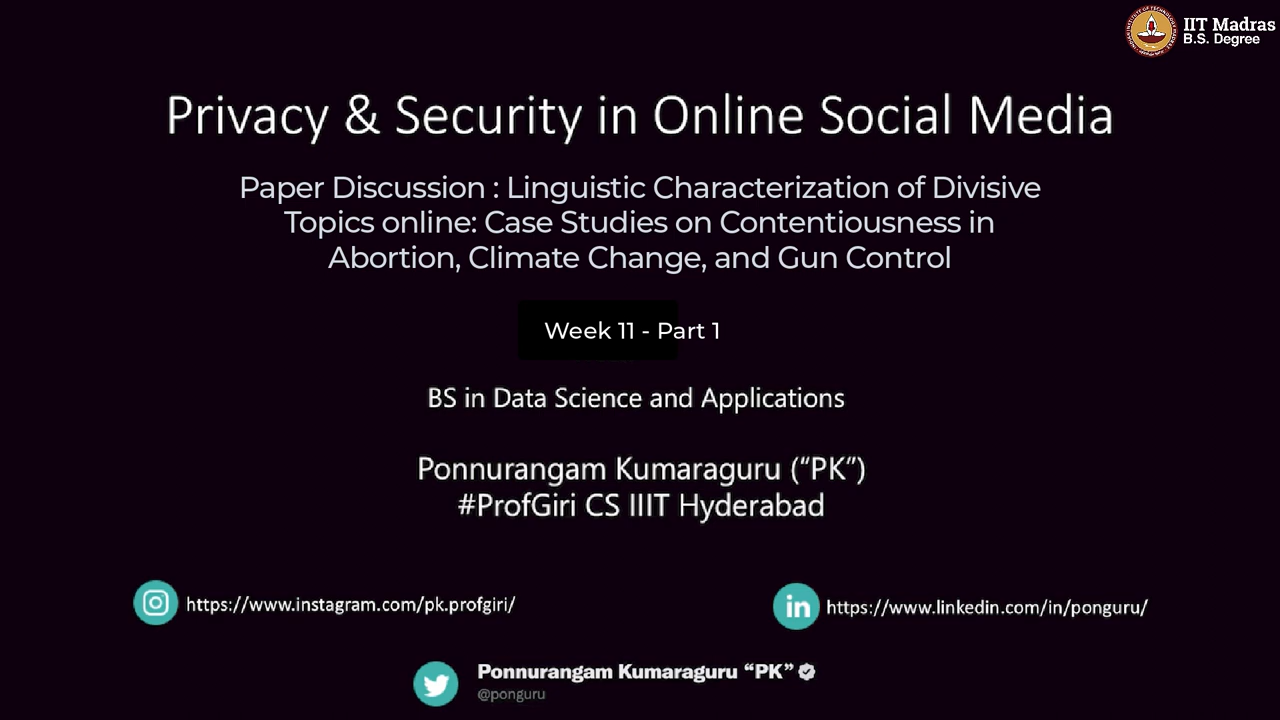 IIT Madras
B.S. Degree
Privacy & Security in Online Social Media
Paper Discussion : Linguistic Characterization of Divisive
Topics online: Case Studies on Contentiousness in
Abortion, Climate Change, and Gun Control
Week 11 - Part 1
BS in Data Science and Applications
Ponnurangam Kumaraguru (“PK”)
#ProfGiri CS IIIT Hyderabad
https://www.instagram.com/pk.profgiri/
https://www.linkedin.com/in/ponguru/
Ponnurangam Kumaraguru “PK”
@ponguru